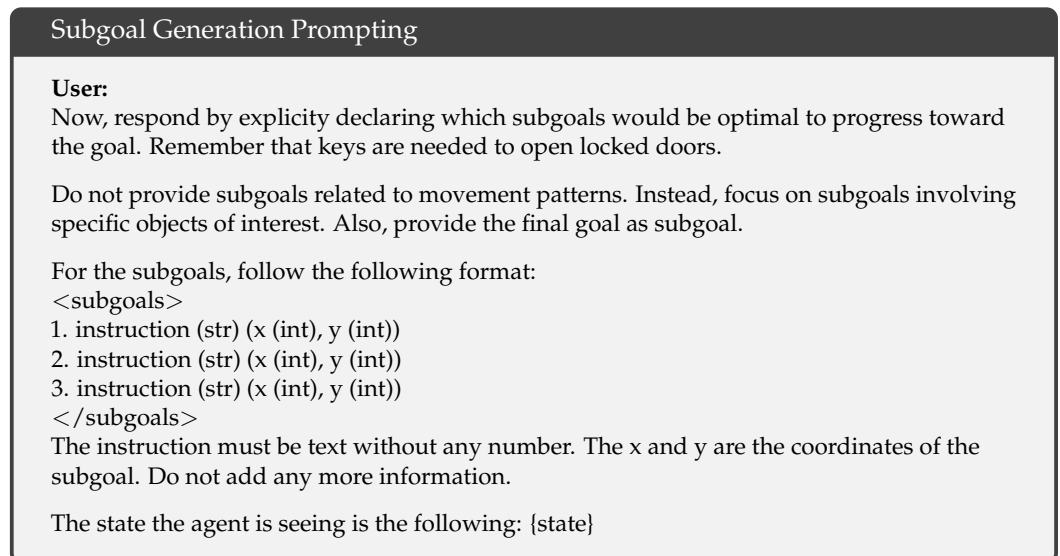 Subgoal Generation Prompting
User:
Now, respond by explicity declaring which subgoals would be optimal to progress toward
the goal. Remember that keys are needed to open locked doors.
Do not provide subgoals related to movement patterns. Instead, focus on subgoals involving
specific objects of interest. Also, provide the final goal as subgoal.
For the subgoals, follow the following format:
<subgoals>
1. instruction (str) (x (int), y (int))
2. instruction (str) (x (int), y (int))
3. instruction (str) (x (int), y (int))
</subgoals>
The instruction must be text without any number. The x and y are the coordinates of the
subgoal. Do not add any more information.
The state the agent is seeing is the following: {state}